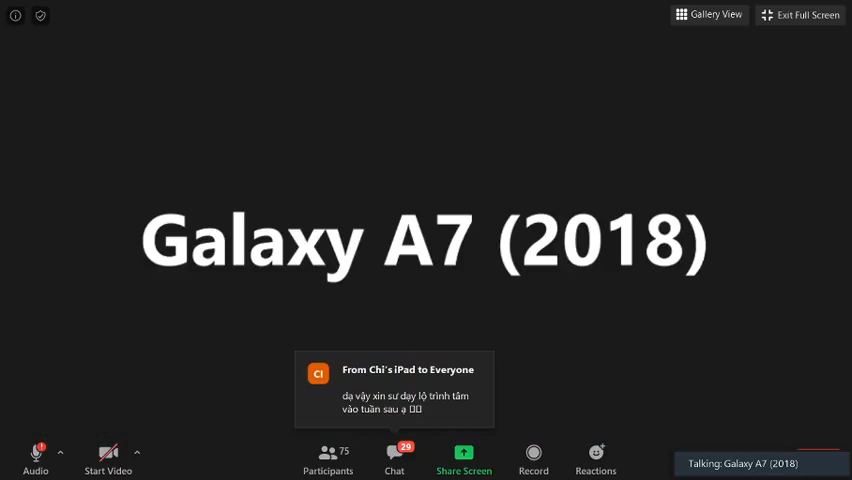 Gallery View
Exit Full Screen
Galaxy A7 (2018)
CI
From Chi's iPad to Everyone
dạ vậy xin sư dạy lộ trình tâm
vào tuần sau ạ
75
29
Audio
Start Video
Participants
Chat
Share Screen
Record
Reactions
Talking: Galaxy A7 (2018)